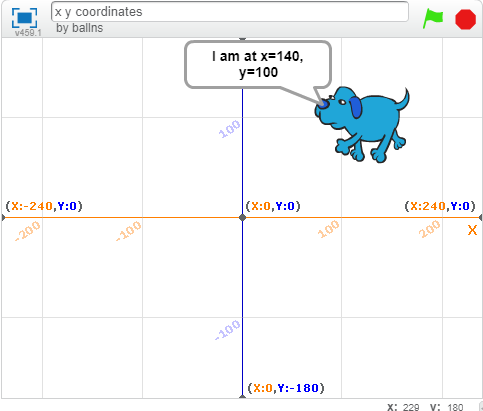 x y coordinates
v459.1
by ballns
I am at x=140,
y=100
100
(X:-240,Y:0)
(X:0,Y:0)
(X:240,Y:0)
-200
-100
100
200
X
-100
(X:0,Y:-180)
x: 229 y: 180